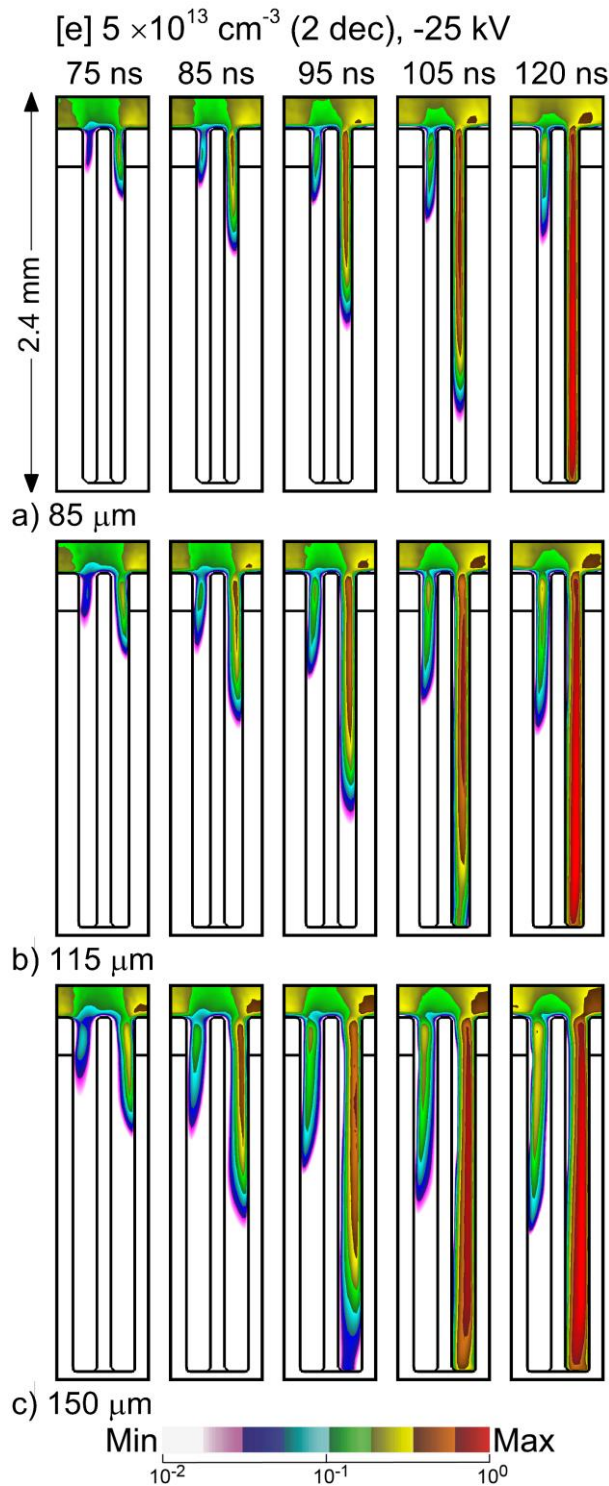 [e] 5 ×10¹³ cm⁻³ (2 dec), -25 kV
75 ns 85 ns 95 ns 105 ns 120 ns
2.4 mm
a) 85 μm
b) 115 μm
c) 150 μm
Min Max
10⁻² 10⁻¹ 10⁰